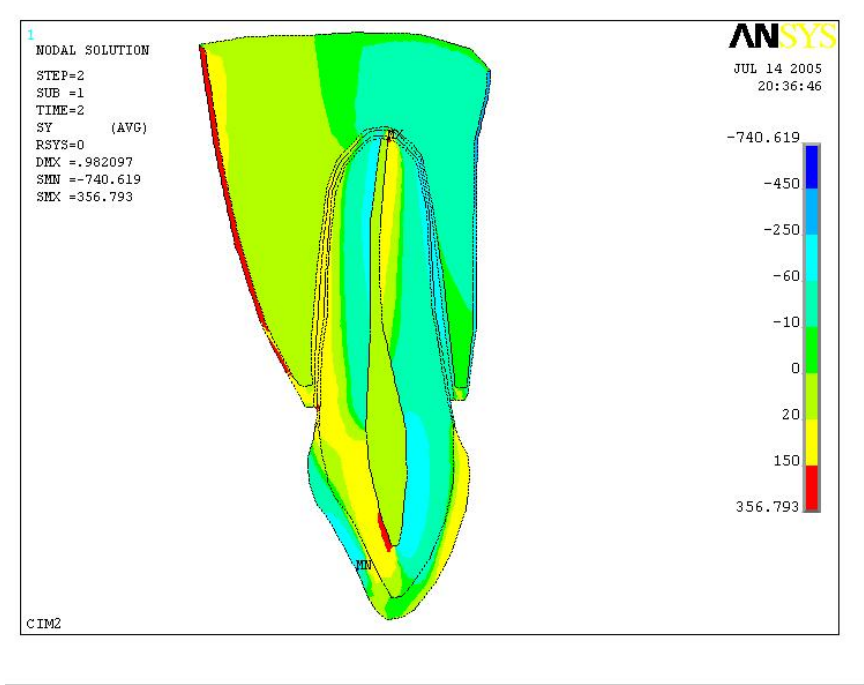 1
NODAL SOLUTION
STEP=2
SUB =1
TIME=2
SY (AVG)
RSYS=0
DMX =.982097
SMN =-740.619
SMX =356.793
ANSYS
JUL 14 2005
20:36:46
-740.619
-450
-250
-60
-10
0
20
150
356.793
MX
MN
CIM2